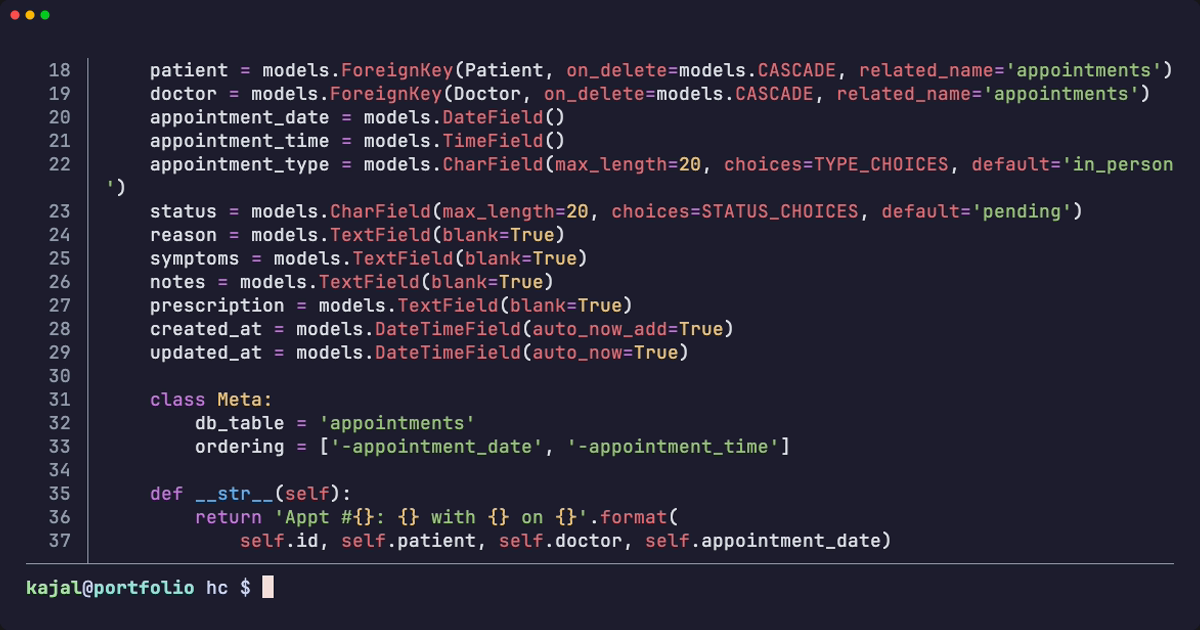 18 patient = models.ForeignKey(Patient, on_delete=models.CASCADE, related_name='appointments')
19 doctor = models.ForeignKey(Doctor, on_delete=models.CASCADE, related_name='appointments')
20 appointment_date = models.DateField()
21 appointment_time = models.TimeField()
22 appointment_type = models.CharField(max_length=20, choices=TYPE_CHOICES, default='in_person
')
23 status = models.CharField(max_length=20, choices=STATUS_CHOICES, default='pending')
24 reason = models.TextField(blank=True)
25 symptoms = models.TextField(blank=True)
26 notes = models.TextField(blank=True)
27 prescription = models.TextField(blank=True)
28 created_at = models.DateTimeField(auto_now_add=True)
29 updated_at = models.DateTimeField(auto_now=True)
30
31 class Meta:
32 db_table = 'appointments'
33 ordering = ['-appointment_date', '-appointment_time']
34
35 def __str__(self):
36 return 'Appt #{}: {} with {} on {}'.format(
37 self.id, self.patient, self.doctor, self.appointment_date)
kajal@portfolio hc $